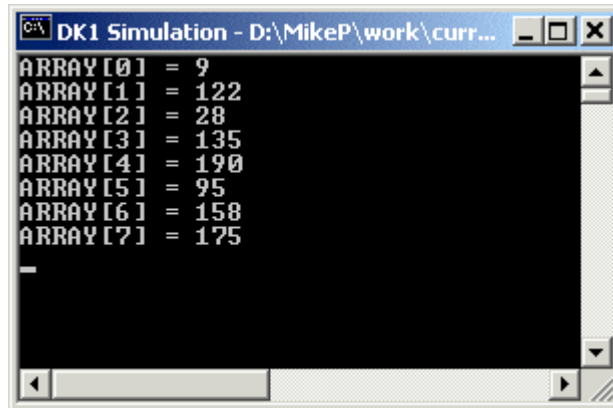 DK1 Simulation - D:\MikeP\work\curr...
ARRAY[0] = 9
ARRAY[1] = 122
ARRAY[2] = 28
ARRAY[3] = 135
ARRAY[4] = 190
ARRAY[5] = 95
ARRAY[6] = 158
ARRAY[7] = 175